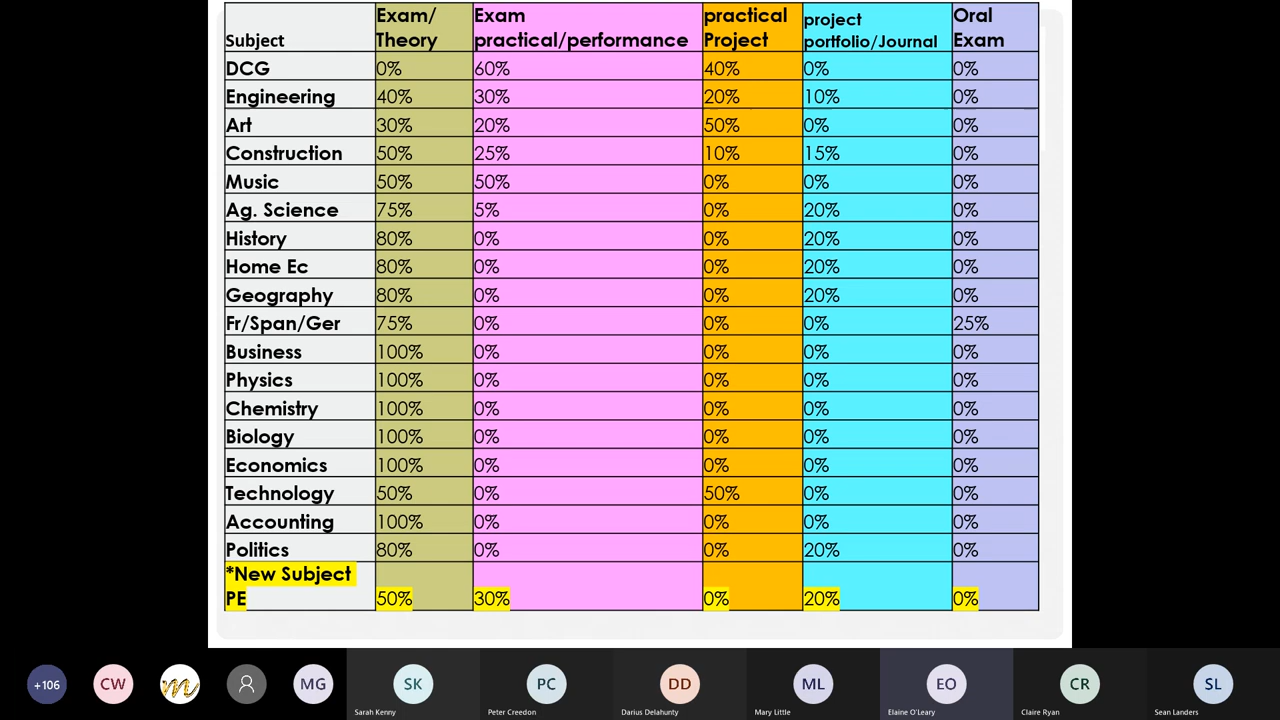 Subject Exam/ Theory Exam practical/performance practical Project project portfolio/Journal Oral Exam
DCG 0% 60% 40% 0% 0%
Engineering 40% 30% 20% 10% 0%
Art 30% 20% 50% 0% 0%
Construction 50% 25% 10% 15% 0%
Music 50% 50% 0% 0% 0%
Ag. Science 75% 5% 0% 20% 0%
History 80% 0% 0% 20% 0%
Home Ec 80% 0% 0% 20% 0%
Geography 80% 0% 0% 20% 0%
Fr/Span/Ger 75% 0% 0% 0% 25%
Business 100% 0% 0% 0% 0%
Physics 100% 0% 0% 0% 0%
Chemistry 100% 0% 0% 0% 0%
Biology 100% 0% 0% 0% 0%
Economics 100% 0% 0% 0% 0%
Technology 50% 0% 50% 0% 0%
Accounting 100% 0% 0% 0% 0%
Politics 80% 0% 0% 20% 0%
*New Subject
PE 50% 30% 0% 20% 0%
+106 CW m MG SK PC DD ML EO CR SL
Sarah Kenny Peter Creedon Darius Delahunty Mary Little Elaine O'Leary Claire Ryan Sean Landers